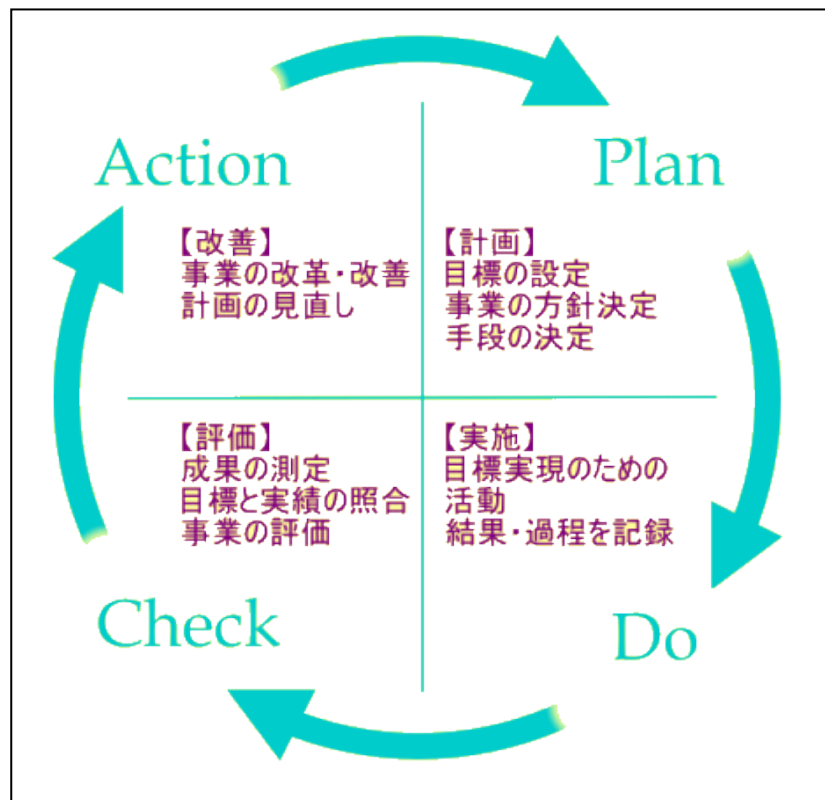 Action
【改善】
事業の改革・改善
計画の見直し
Plan
【計画】
目標の設定
事業の方針決定
手段の決定
【評価】
成果の測定
目標と実績の照合
事業の評価
Check
【実施】
目標実現のための
活動
結果・過程を記録
Do